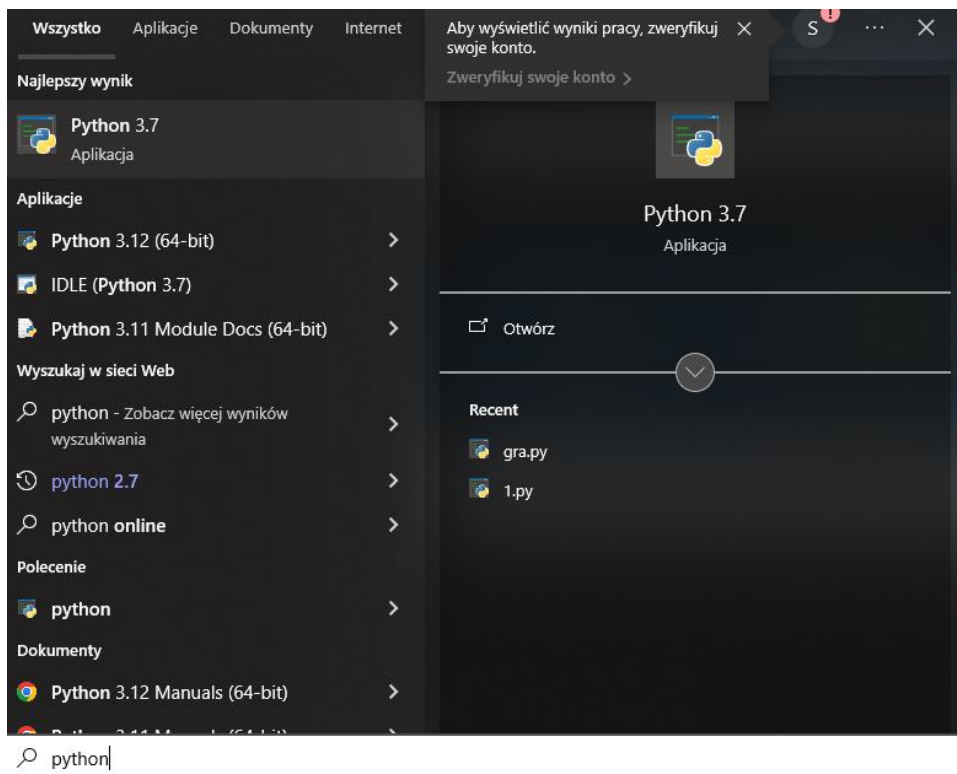 Wszystko Aplikacje Dokumenty Internet
Aby wyświetlić wyniki pracy, zweryfikuj
swoje konto.
Zweryfikuj swoje konto
S
Najlepszy wynik
Python 3.7
Aplikacja
Aplikacje
Python 3.12 (64-bit)
IDLE (Python 3.7)
Python 3.11 Module Docs (64-bit)
Wyszukaj w sieci Web
python - Zobacz więcej wyników
wyszukiwania
python 2.7
python online
Polecenie
python
Dokumenty
Python 3.12 Manuals (64-bit)
python
Python 3.7
Aplikacja
Otwórz
Recent
gra.py
1.py